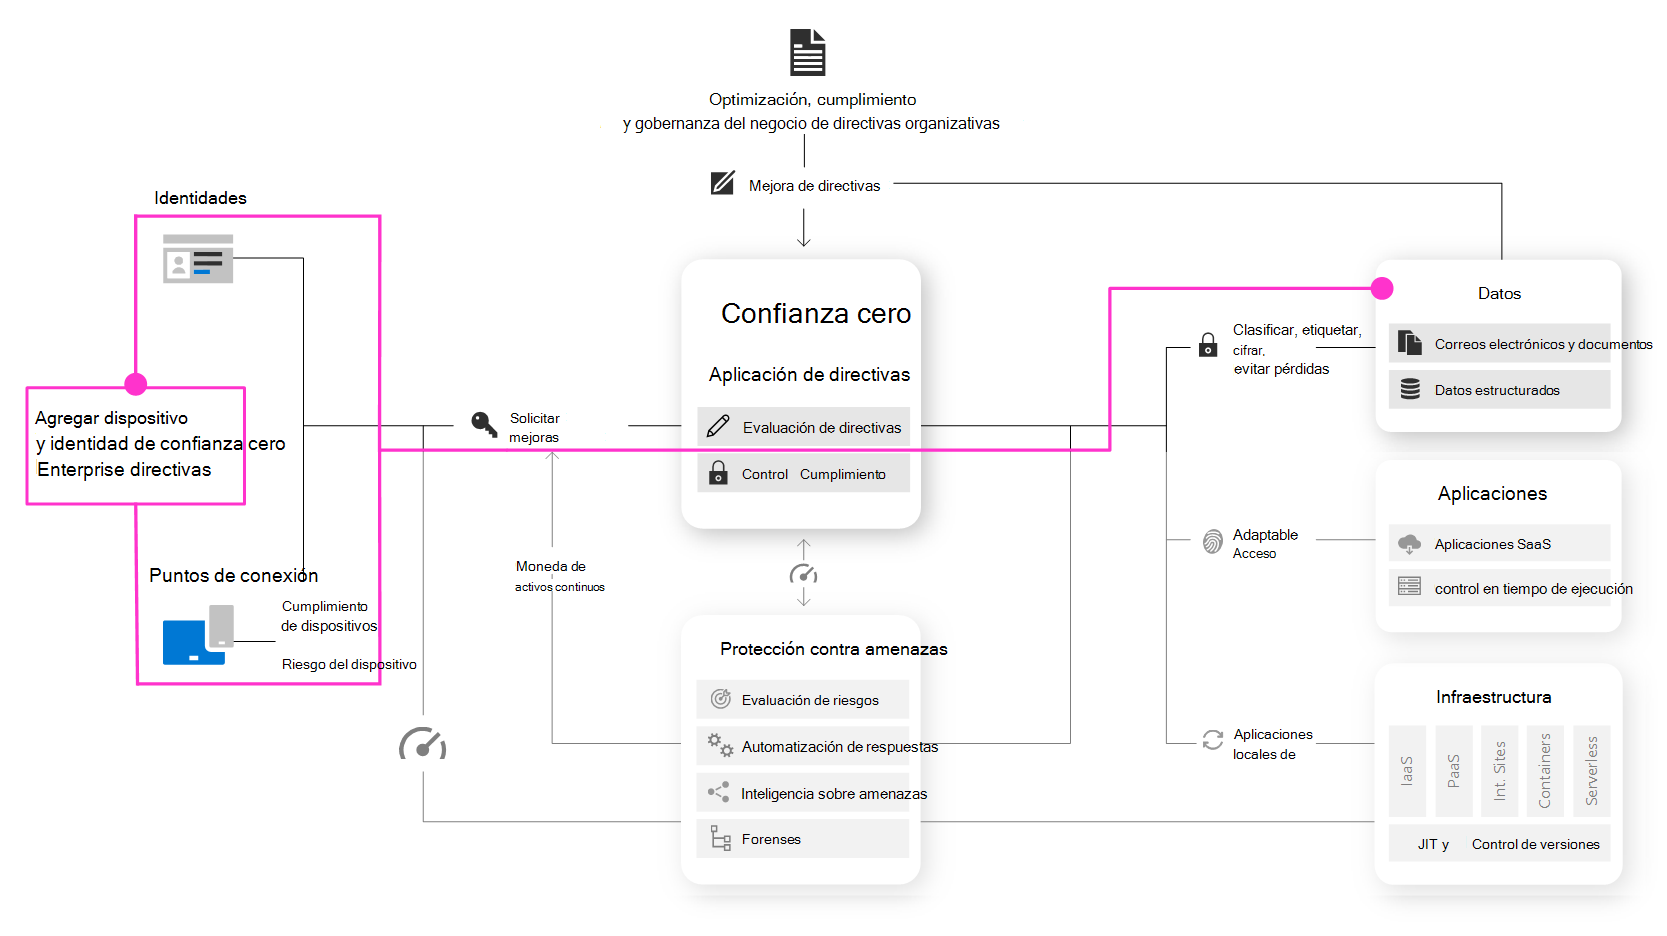 Optimización, cumplimiento
y gobernanza del negocio de directivas organizativas
Mejora de directivas
Identidades
Agregar dispositivo
y identidad de confianza cero
Enterprise directivas
Puntos de conexión
Cumplimiento
de dispositivos
Riesgo del dispositivo
Solicitar
mejoras
Moneda de
activos continuos
Confianza cero
Aplicación de directivas
Evaluación de directivas
Control Cumplimiento
Protección contra amenazas
Evaluación de riesgos
Automatización de respuestas
Inteligencia sobre amenazas
Forenses
Clasificar, etiquetar,
cifrar,
evitar pérdidas
Adaptable
Acceso
Aplicaciones
locales de
Datos
Correos electrónicos y documentos
Datos estructurados
Aplicaciones
Aplicaciones SaaS
control en tiempo de ejecución
Infraestructura
IaaS
PaaS
Int. Sites
Containers
Serverless
JIT y Control de versiones